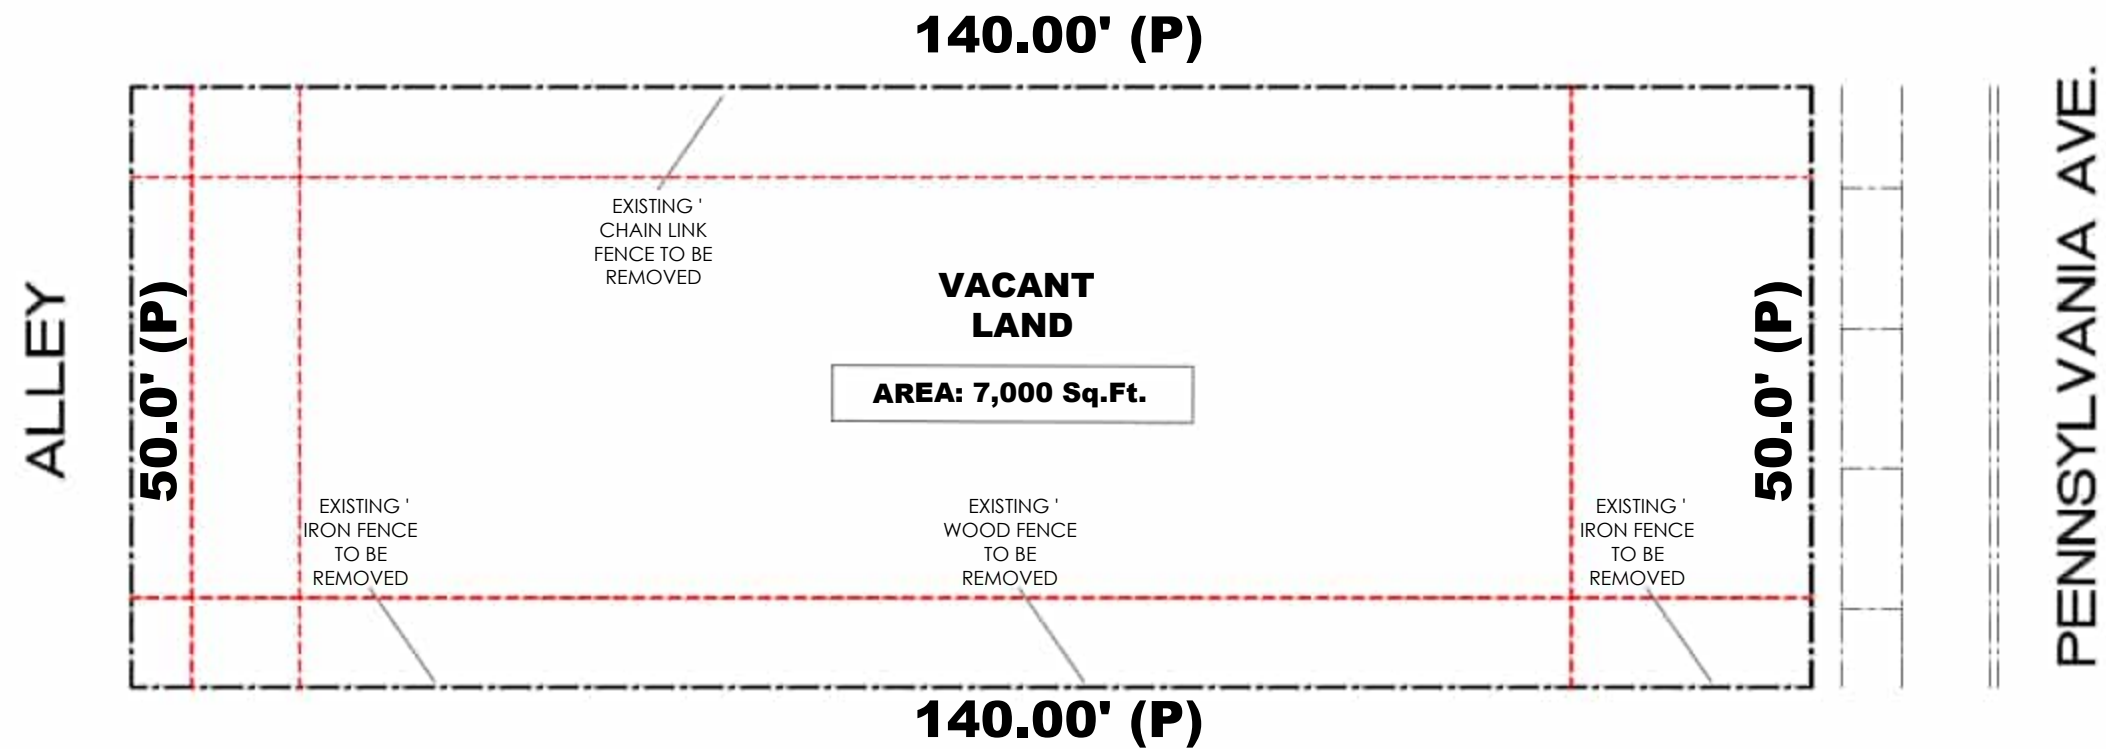 140.00' (P)
ALLEY
50.0' (P)
EXISTING '
CHAIN LINK
FENCE TO BE
REMOVED
VACANT
LAND
AREA: 7,000 Sq.Ft.
50.0' (P)
PENNSYLVANIA AVE.
EXISTING '
IRON FENCE
TO BE
REMOVED
EXISTING '
WOOD FENCE
TO BE
REMOVED
EXISTING '
IRON FENCE
TO BE
REMOVED
140.00' (P)